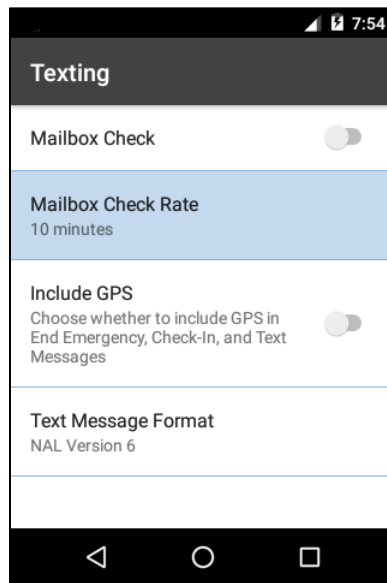 7:54
Texting
Mailbox Check
Mailbox Check Rate
10 minutes
Include GPS
Choose whether to include GPS in
End Emergency, Check-In, and Text
Messages
Text Message Format
NAL Version 6